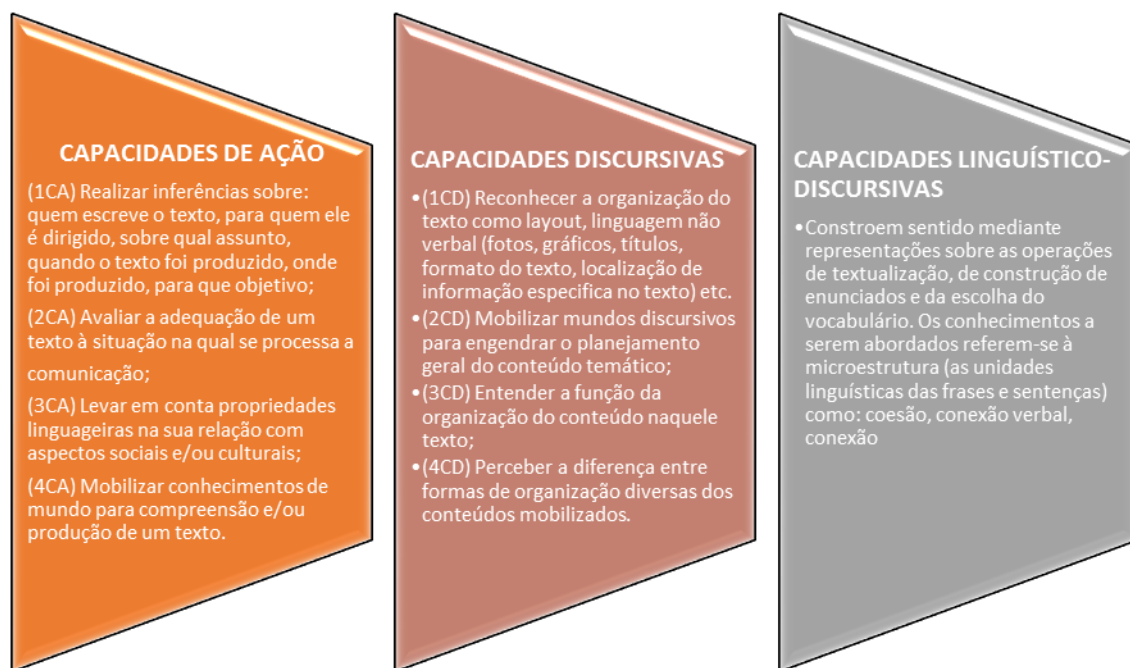 CAPACIDADES DE AÇÃO
(1CA) Realizar inferências sobre:
quem escreve o texto, para quem ele
é dirigido, sobre qual assunto,
quando o texto foi produzido, onde
foi produzido, para que objetivo;
(2CA) Avaliar a adequação de um
texto à situação na qual se processa a
comunicação;
(3CA) Levar em conta propriedades
linguageiras na sua relação com
aspectos sociais e/ou culturais;
(4CA) Mobilizar conhecimentos de
mundo para compreensão e/ou
produção de um texto.
CAPACIDADES DISCURSIVAS
•(1CD) Reconhecer a organização do
texto como layout, linguagem não
verbal (fotos, gráficos, títulos,
formato do texto, localização de
informação especifica no texto) etc.
•(2CD) Mobilizar mundos discursivos
para engendrar o planejamento
geral do conteúdo temático;
•(3CD) Entender a função da
organização do conteúdo naquele
texto;
•(4CD) Perceber a diferença entre
formas de organização diversas dos
conteúdos mobilizados.
CAPACIDADES LINGUÍSTICO-
DISCURSIVAS
•Constroem sentido mediante
representações sobre as operações
de textualização, de construção de
enunciados e da escolha do
vocabulário. Os conhecimentos a
serem abordados referem-se à
microestrutura (as unidades
linguísticas das frases e sentenças)
como: coesão, conexão verbal,
conexão